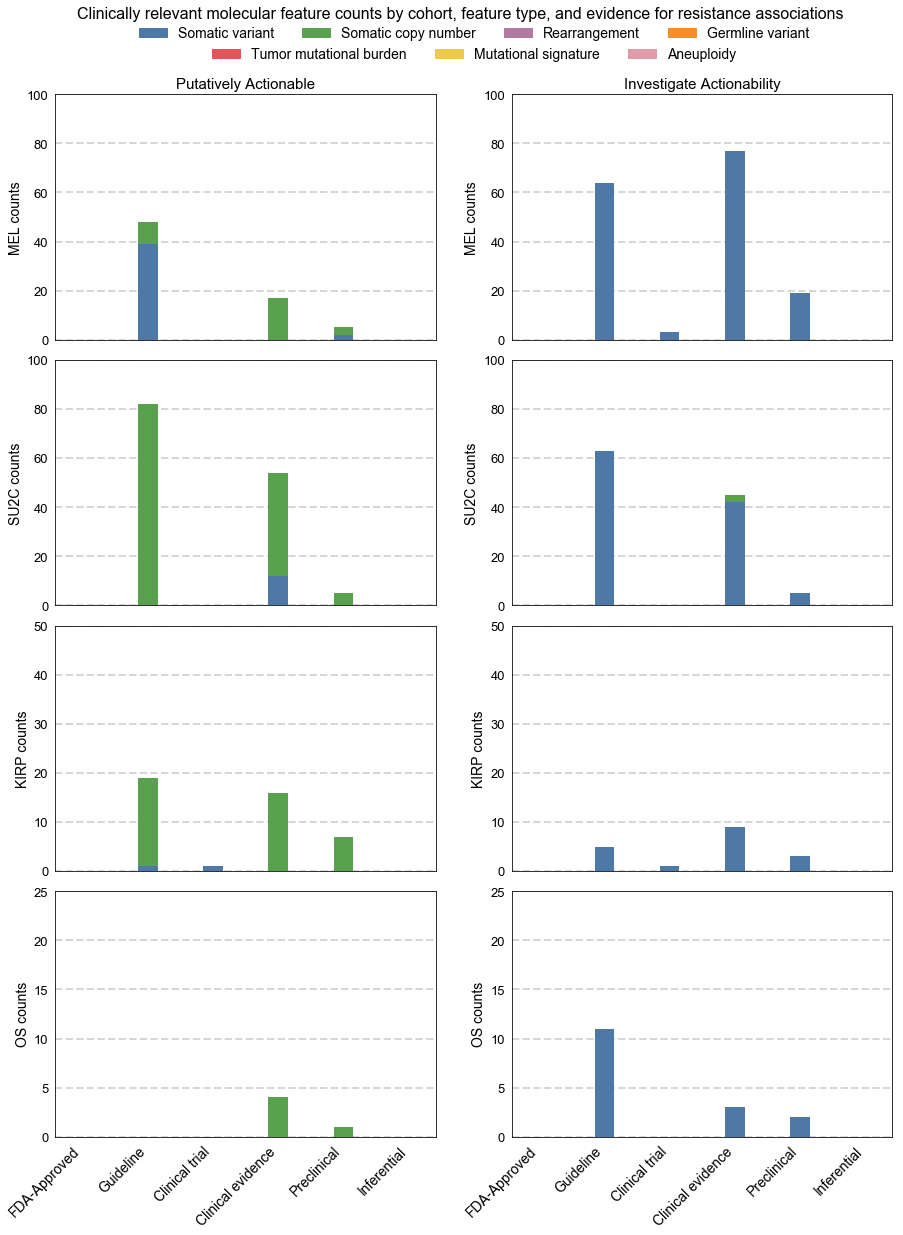 Clinically relevant molecular feature counts by cohort, feature type, and evidence for resistance associations
Somatic variant Somatic copy number Rearrangement Germline variant
Tumor mutational burden Mutational signature Aneuploidy
Putatively Actionable
100
80
60
40
20
0
MEL counts
Investigate Actionability
100
80
60
40
20
0
MEL counts
100
80
60
40
20
0
SU2C counts
100
80
60
40
20
0
SU2C counts
50
40
30
20
10
0
KIRP counts
50
40
30
20
10
0
KIRP counts
25
20
15
10
5
0
OS counts
FDA-Approved
Guideline
Clinical trial
Clinical evidence
Preclinical
Inferential
25
20
15
10
5
0
OS counts
FDA-Approved
Guideline
Clinical trial
Clinical evidence
Preclinical
Inferential